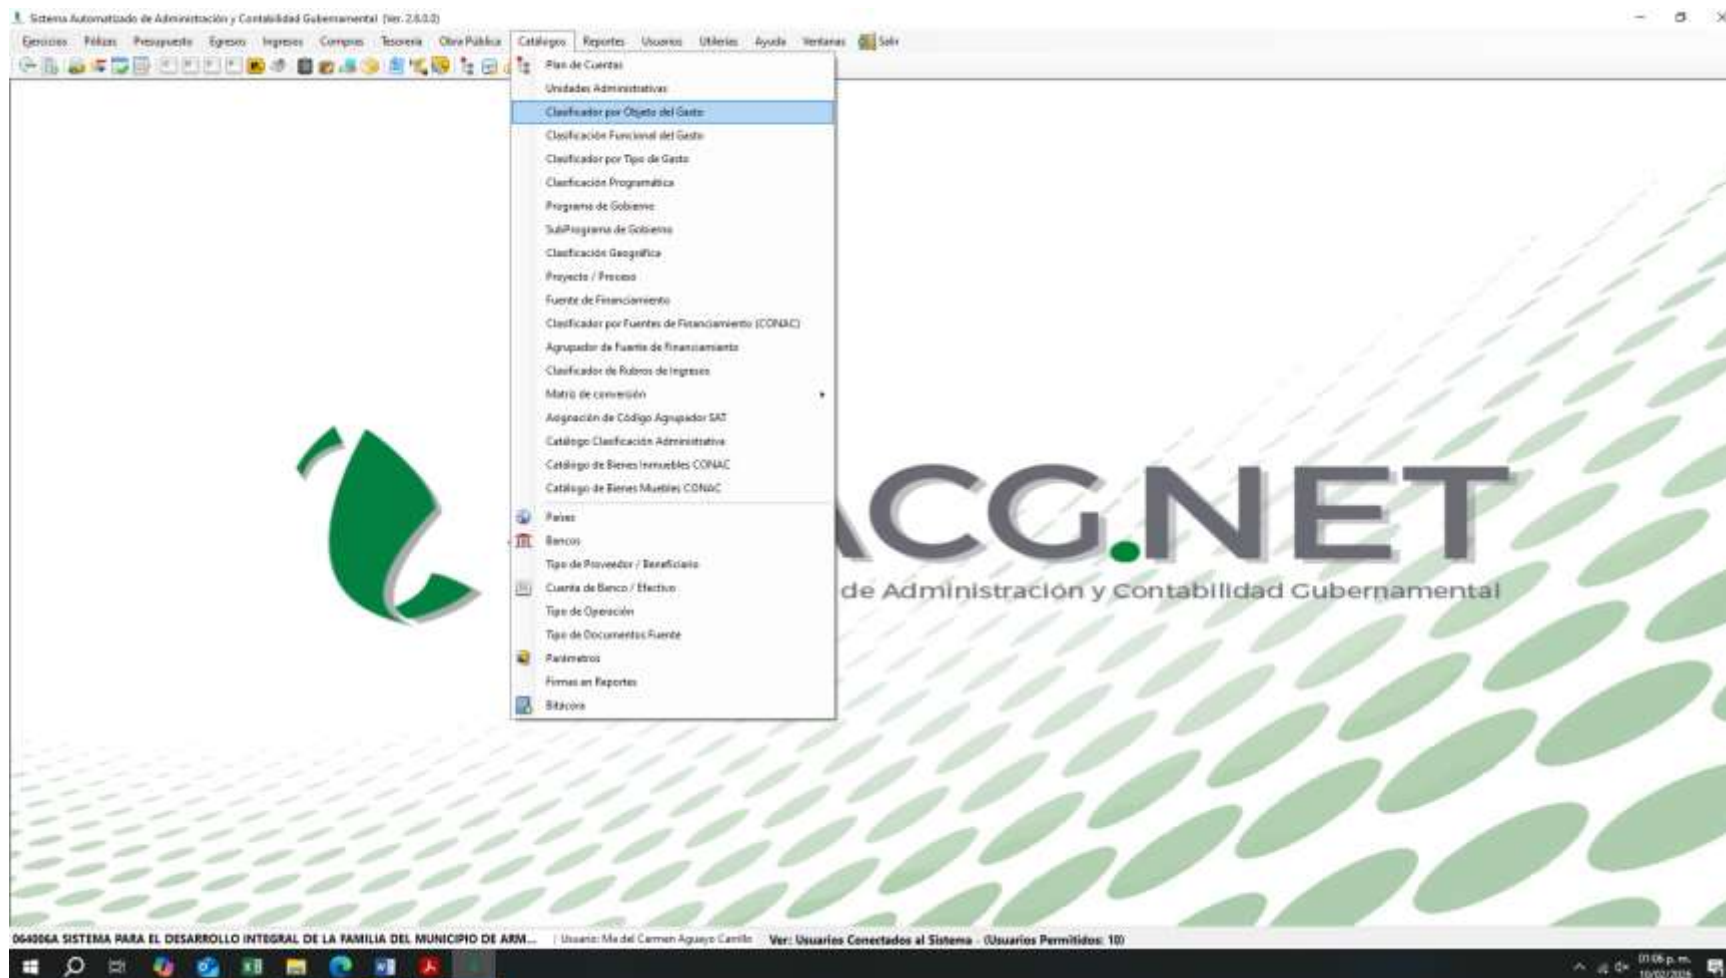 Sistema Automatizado de Administración y Contabilidad Gubernamental (Ver. 2.8.0.0)
Ejercicios Pólizas Presupuesto Egresos Ingresos Compras Tesorería Obra Pública Catálogos Reportes Usuarios Utilerías Ayuda Ventanas Salir
Plan de Cuentas
Unidades Administrativas
Clasificador por Objeto del Gasto
Clasificación Funcional del Gasto
Clasificador por Tipo de Gasto
Clasificación Programática
Programa de Gobierno
SubPrograma de Gobierno
Clasificación Geográfica
Proyecto / Proceso
Fuente de Financiamiento
Clasificador por Fuentes de Financiamiento (CONAC)
Agrupador de Fuente de Financiamiento
Clasificador de Rubros de Ingresos
Matriz de conversión
Asignación de Código Agrupador SAT
Catálogo Clasificación Administrativa
Catálogo de Bienes Inmuebles CONAC
Catálogo de Bienes Muebles CONAC
Países
Bancos
Tipo de Proveedor / Beneficiario
Cuenta de Banco / Efectivo
Tipo de Operación
Tipo de Documentos Fuente
Parámetros
Firmas en Reportes
Bitácora
ACG.NET
de Administración y Contabilidad Gubernamental
064006A SISTEMA PARA EL DESARROLLO INTEGRAL DE LA FAMILIA DEL MUNICIPIO DE ARM... Usuario: Ma del Carmen Aguayo Carrillo Ver: Usuarios Conectados al Sistema - (Usuarios Permitidos: 10)
01:06 p. m.
10/02/2026